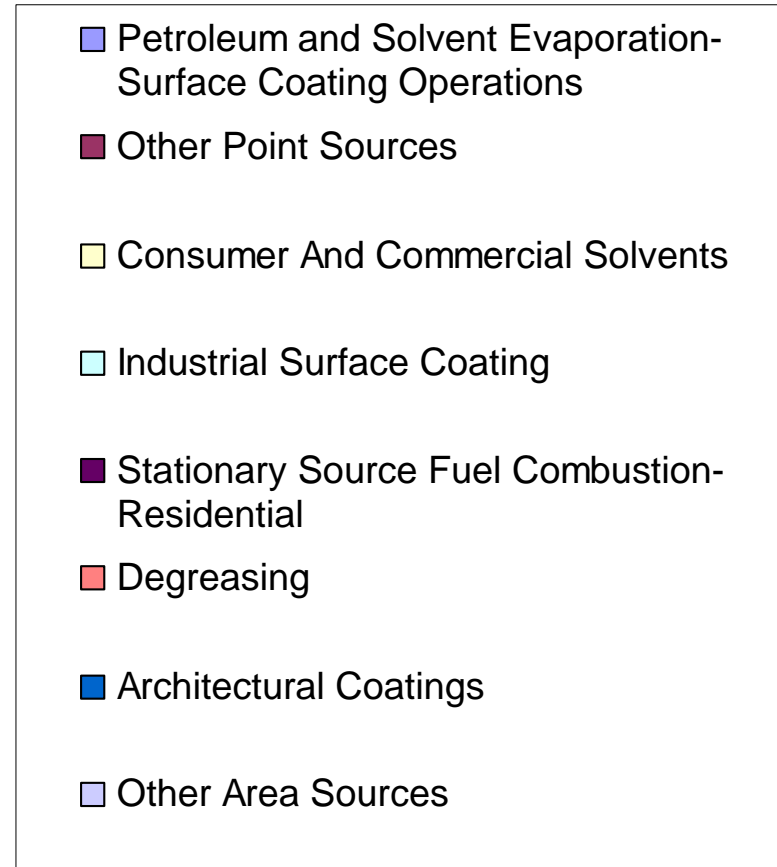 Petroleum and Solvent Evaporation-
Surface Coating Operations
Other Point Sources
Consumer And Commercial Solvents
Industrial Surface Coating
Stationary Source Fuel Combustion-
Residential
Degreasing
Architectural Coatings
Other Area Sources